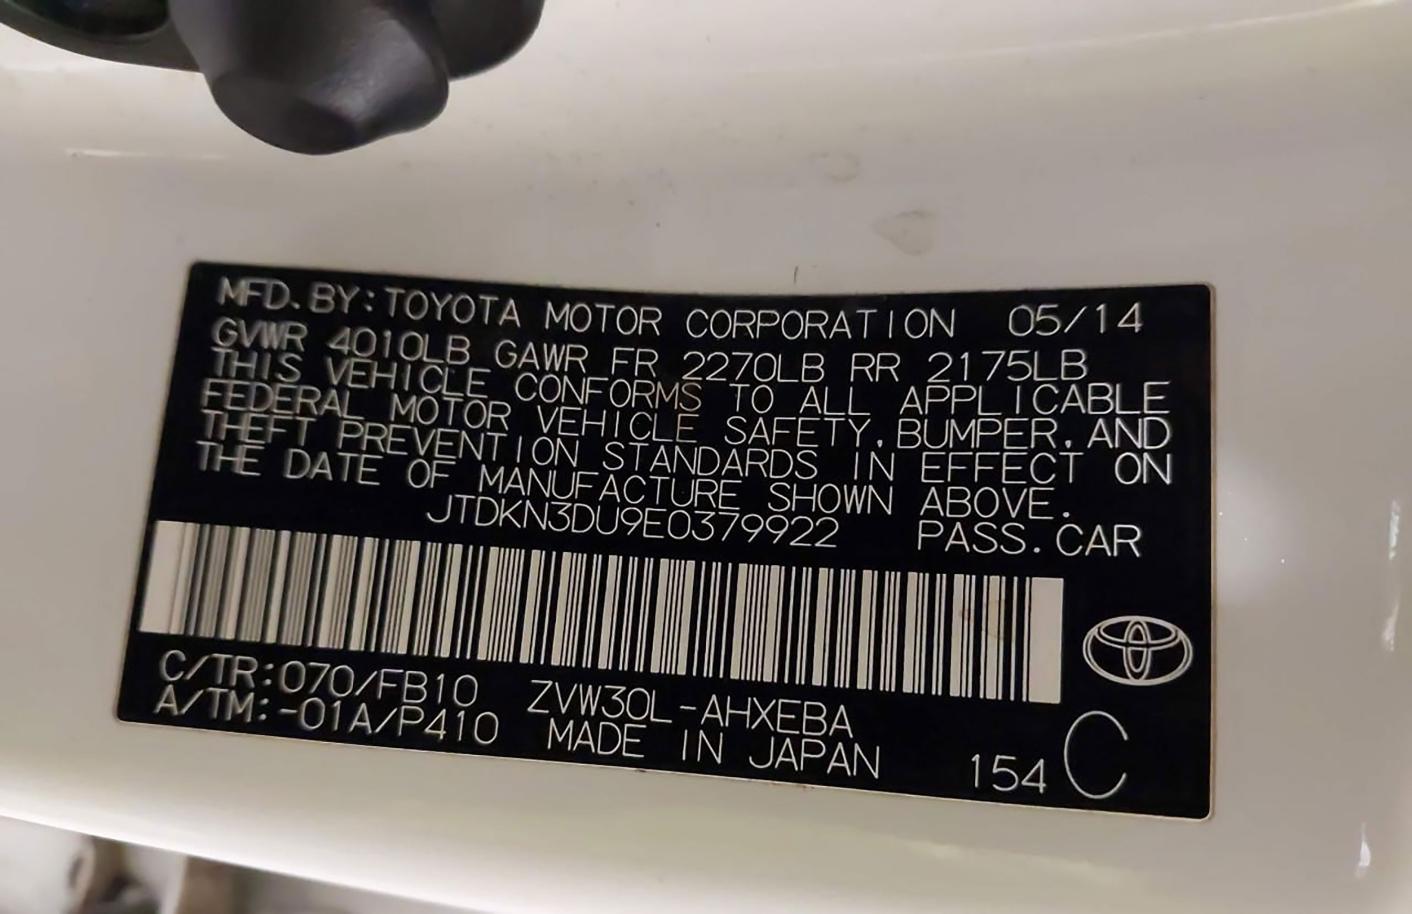 MFD. BY: TOYOTA MOTOR CORPORATION 05/14
GVWR 4010LB GAWR FR 2270LB RR 2175LB
THIS VEHICLE CONFORMS TO ALL APPLICABLE
FEDERAL MOTOR VEHICLE SAFETY, BUMPER, AND
THEFT PREVENTION STANDARDS IN EFFECT ON
THE DATE OF MANUFACTURE SHOWN ABOVE.
JTDKN3DU9E0379922 PASS. CAR
C/TR: 070/FB10 ZVW30L-AHXEBA
A/TM: -01A/P410 MADE IN JAPAN 154 C